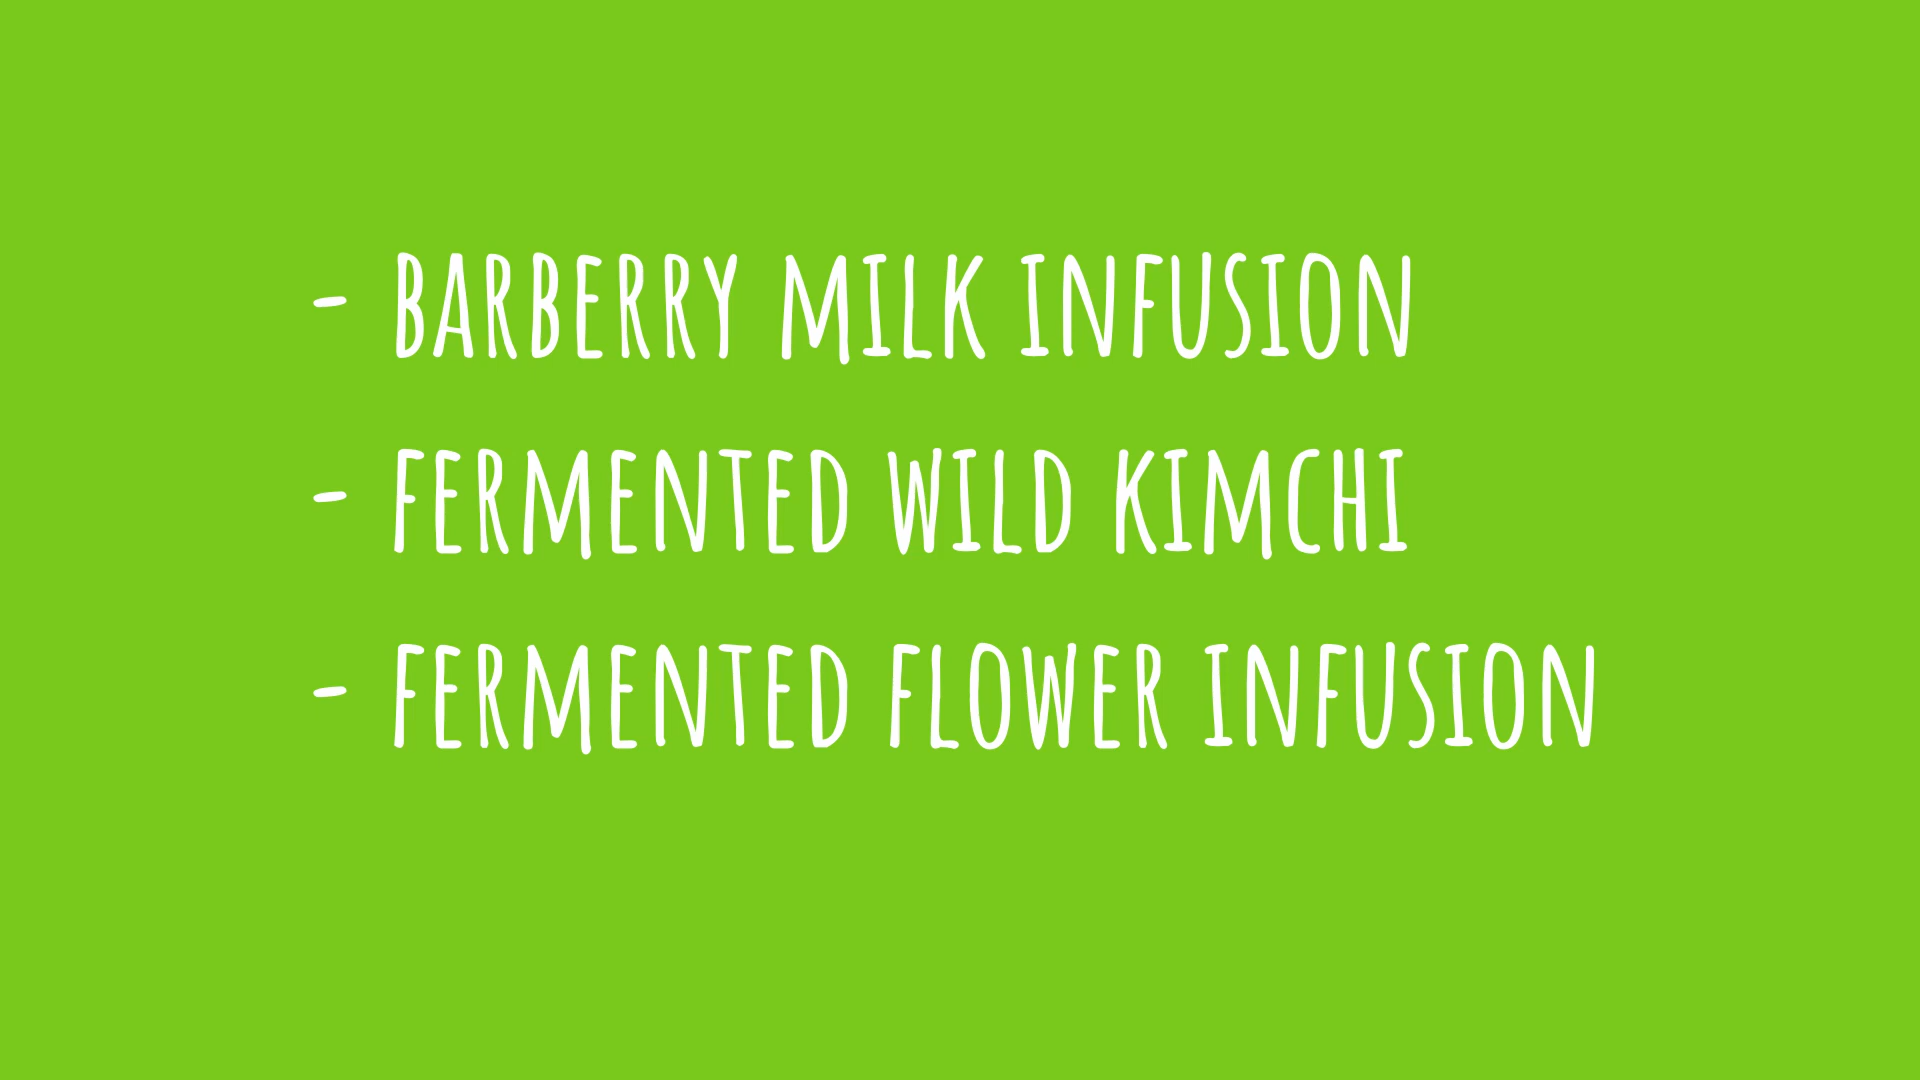 - BARBERRY MILK INFUSION
- FERMENTED WILD KIMCHI
- FERMENTED FLOWER INFUSION